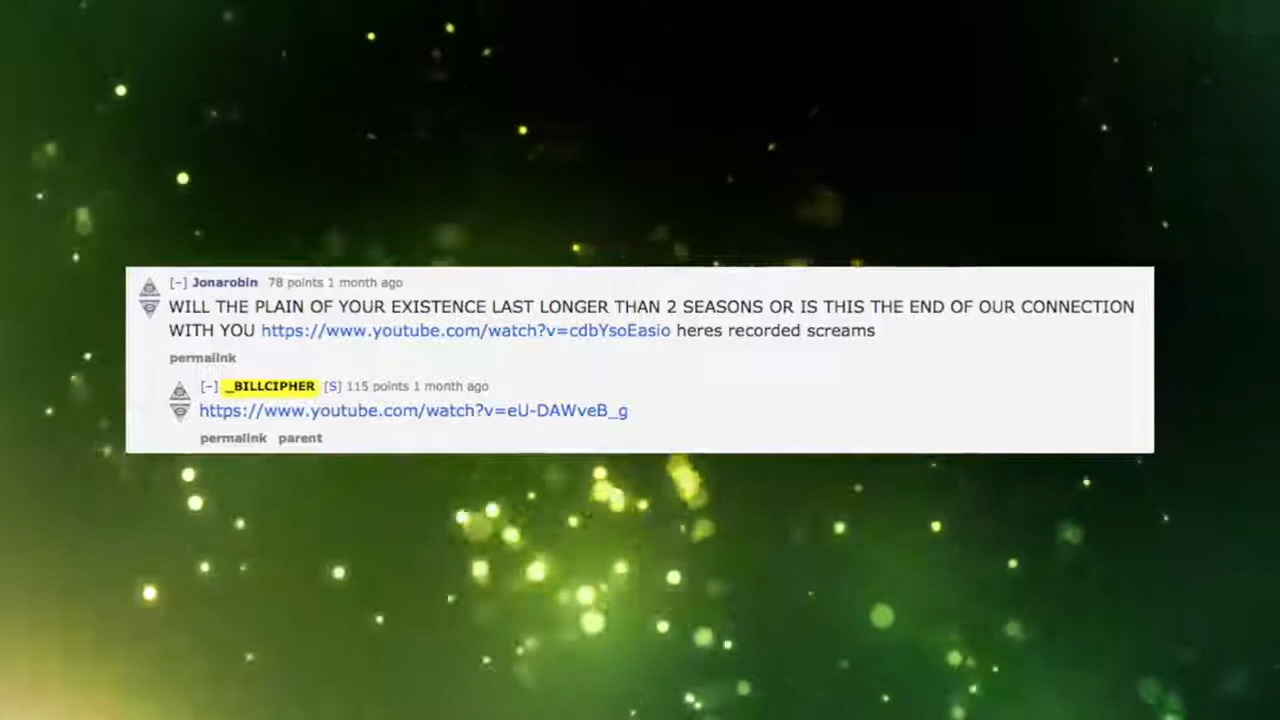 [-] Jonarobin 78 points 1 month ago
WILL THE PLAIN OF YOUR EXISTENCE LAST LONGER THAN 2 SEASONS OR IS THIS THE END OF OUR CONNECTION
WITH YOU https://www.youtube.com/watch?v=cdbYsoEasio heres recorded screams
permalink
[-] _BILLCIPHER [S] 115 points 1 month ago
https://www.youtube.com/watch?v=eU-DAWveB_g
permalink parent